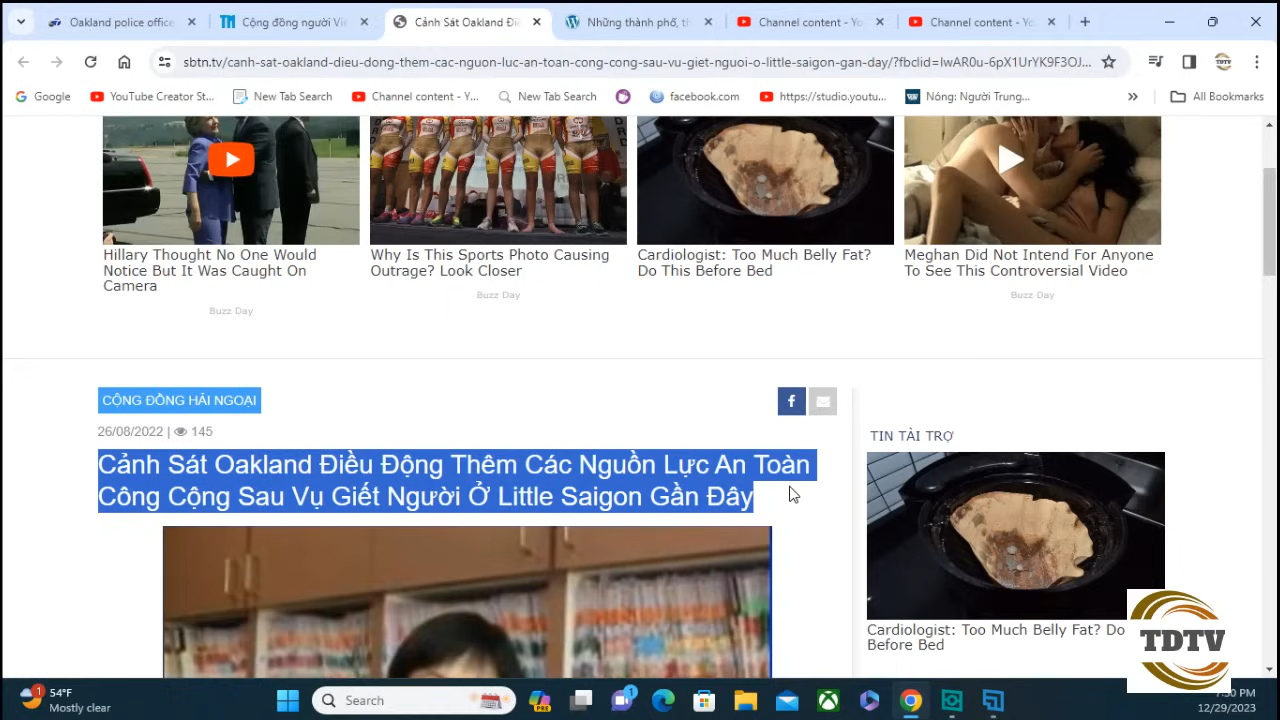 Oakland police office
Cộng đồng người Vi
Cảnh Sát Oakland Đi
Những thành phố, t
Channel content - Yo
Channel content - Yo
sbtn.tv/canh-sat-oakland-dieu-dong-them-cac-nguon-luc-an-toan-cong-cong-sau-vu-giet-nguoi-o-little-saigon-gan-day/?fbclid=IwAR0u-6pX1UrYK9F3OJ...
Google
YouTube Creator St...
New Tab Search
Channel content - Y...
New Tab Search
facebook.com
https://studio.youtu...
Nóng: Người Trung...
All Bookmarks
Hillary Thought No One Would
Notice But It Was Caught On
Camera
Buzz Day
Why Is This Sports Photo Causing
Outrage? Look Closer
Buzz Day
Cardiologist: Too Much Belly Fat?
Do This Before Bed
Meghan Did Not Intend For Anyone
To See This Controversial Video
Buzz Day
CỘNG ĐỒNG HẢI NGOẠI
26/08/2022 | 145
Cảnh Sát Oakland Điều Động Thêm Các Nguồn Lực An Toàn
Công Cộng Sau Vụ Giết Người Ở Little Saigon Gần Đây
TIN TÀI TRỢ
Cardiologist: Too Much Belly Fat? Do
Before Bed
TDTV
1
54°F
Mostly clear
Search
PRE
1
7:30 PM
12/29/2023